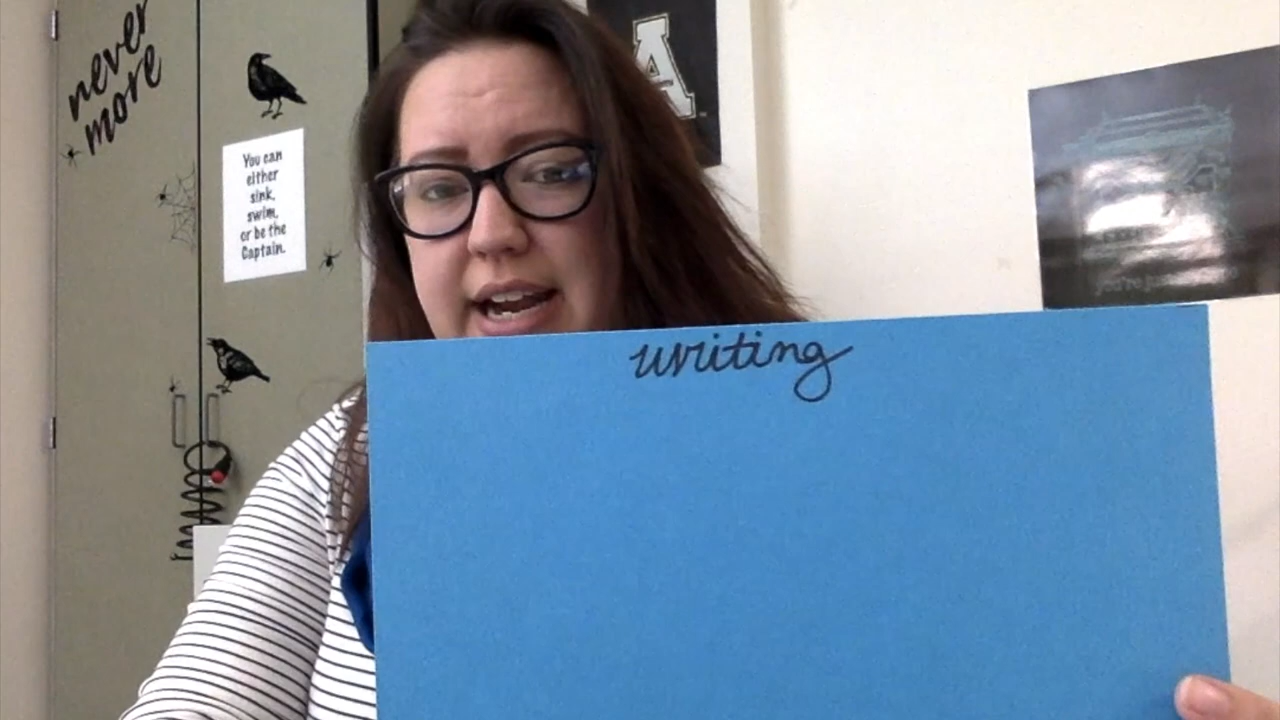 never
more
You can
either
sink,
swim,
or be the
Captain.
A
writing